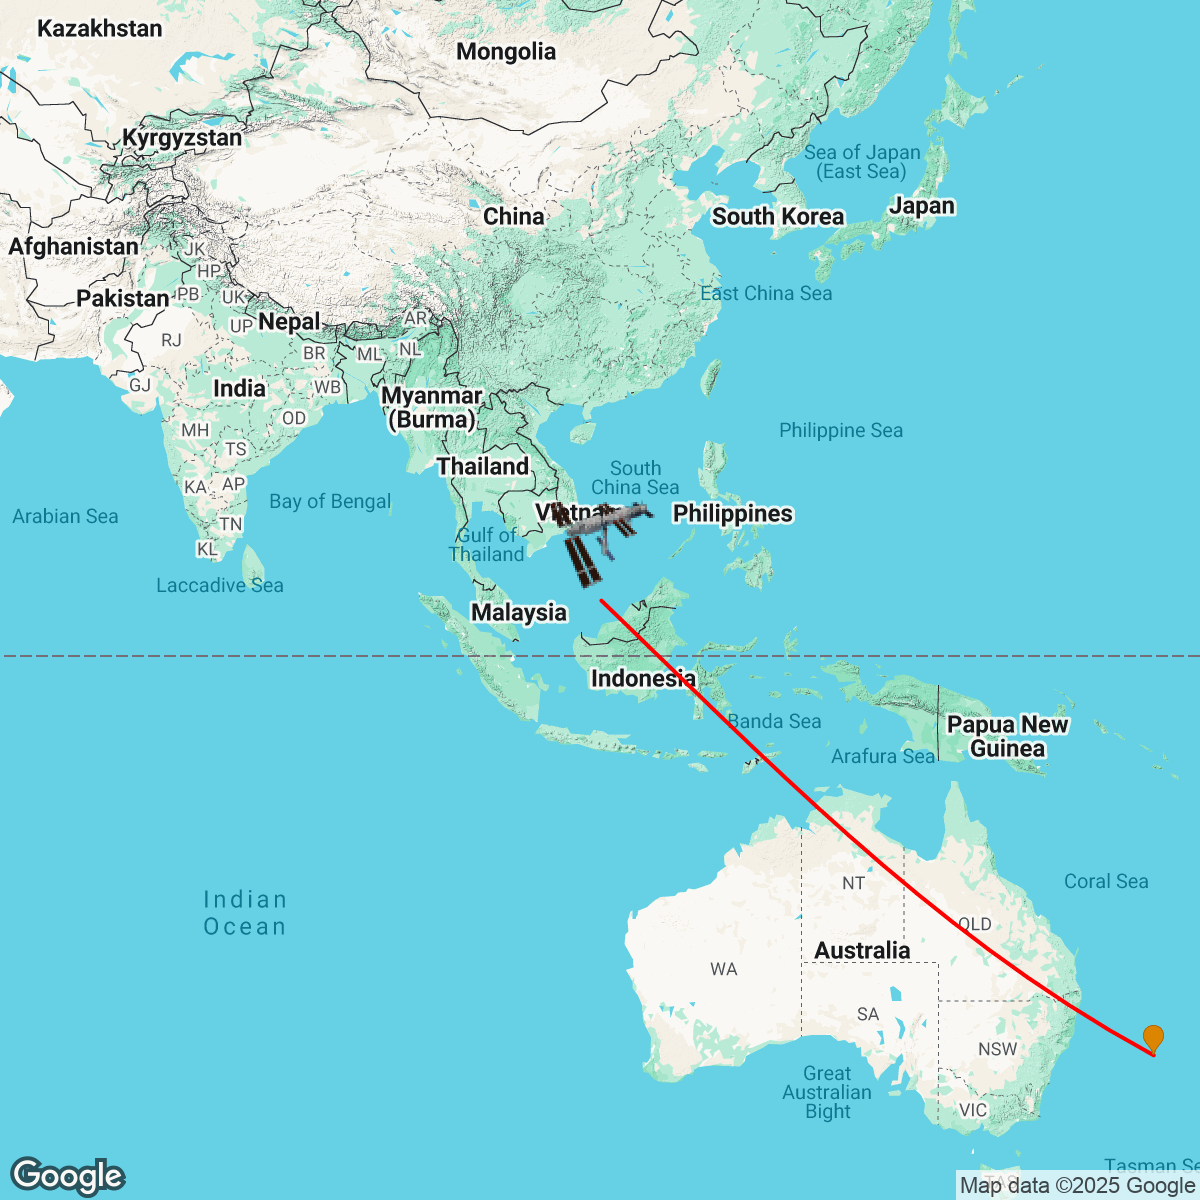 Kazakhstan
Mongolia
Kyrgyzstan
Sea of Japan
(East Sea)
China
South Korea
Japan
Afghanistan
JK
HP
Pakistan
PB
UK
East China Sea
Nepal
UP
AR
RJ
BR
ML
NL
GJ
India
WB
Myanmar
(Burma)
OD
MH
Philippine Sea
TS
Thailand
South
China Sea
KA
AP
Bay of Bengal
Arabian Sea
TN
Vietna
Philippines
KL
Gulf of
Thailand
Laccadive Sea
Malaysia
Indonesia
Banda Sea
Papua New
Guinea
Arafura Sea
NT
Coral Sea
Indian
Ocean
QLD
Australia
WA
SA
NSW
Great
Australian
Bight
VIC
Tasman Se
TAS
Google
Map data ©2025 Google